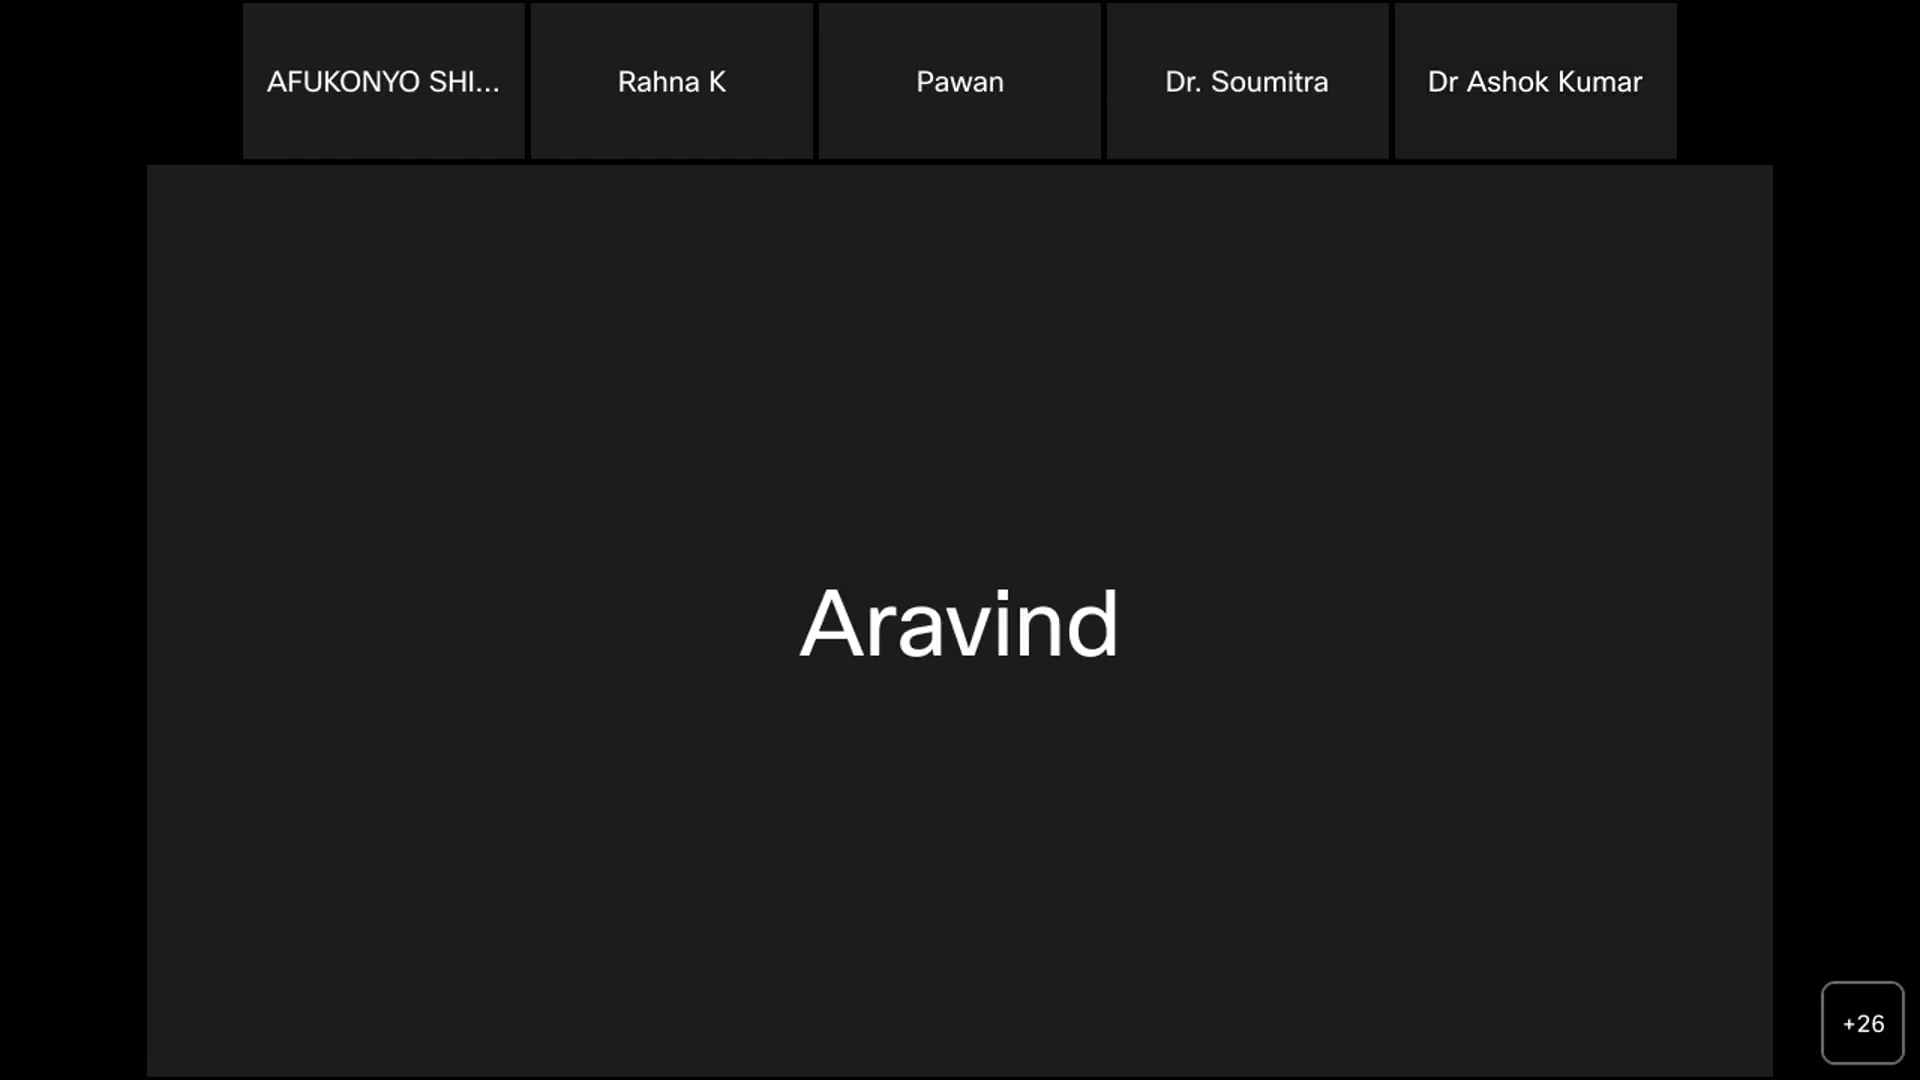 AFUKONYO SHI...
Rahna K
Pawan
Dr. Soumitra
Dr Ashok Kumar
Aravind
+26